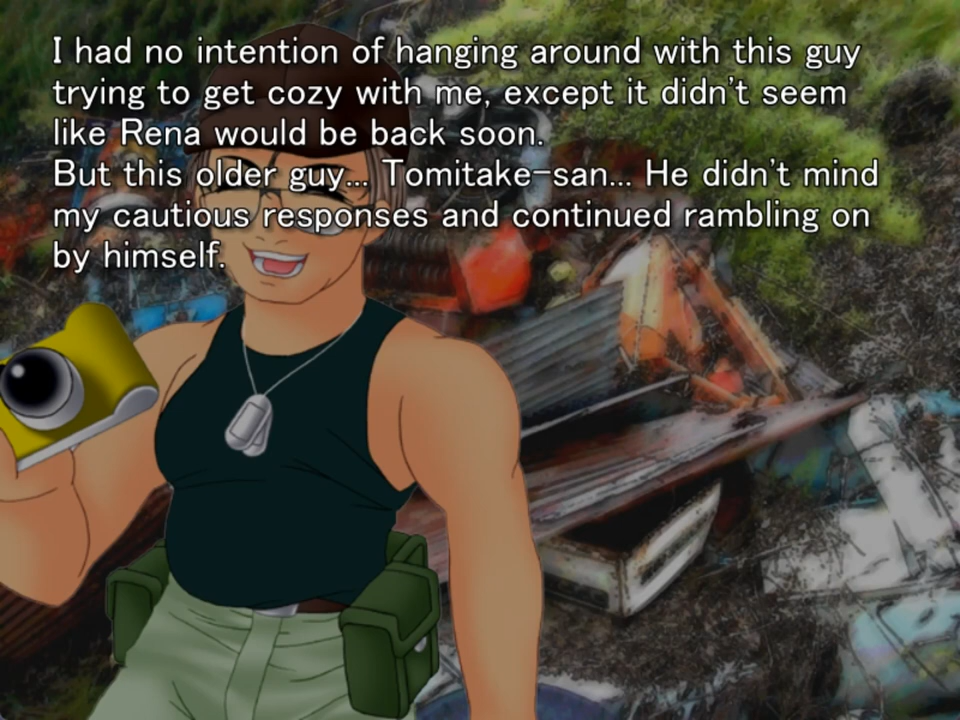 I had no intention of hanging around with this guy
trying to get cozy with me, except it didn't seem
like Rena would be back soon.
But this older guy... Tomitake-san... He didn't mind
my cautious responses and continued rambling on
by himself.